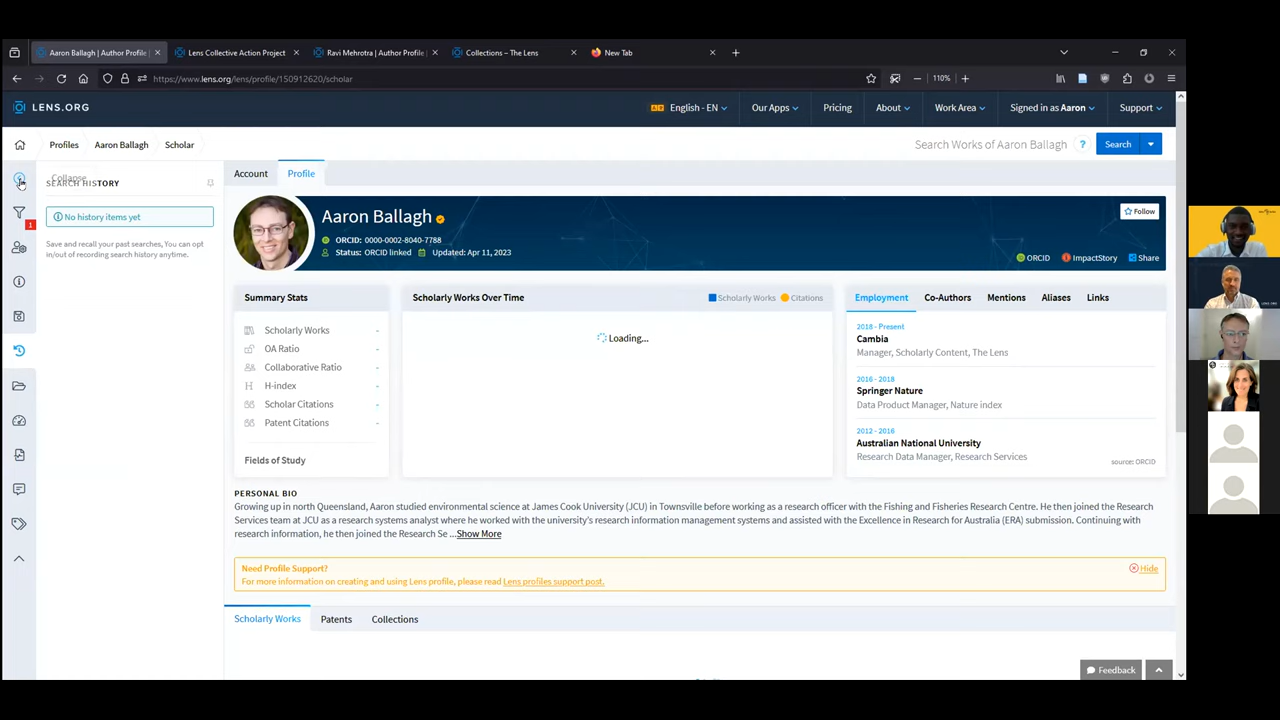 Aaron Ballagh | Author Profile
Lens Collective Action Project
Ravi Mehrotra | Author Profile
Collections – The Lens
New Tab
https://www.lens.org/lens/profile/150912620/scholar
110%
LENS.ORG
English - EN
Our Apps
Pricing
About
Work Area
Signed in as Aaron
Support
Profiles
Aaron Ballagh
Scholar
Search Works of Aaron Ballagh
?
Search
Collapse
SEARCH HISTORY
No history items yet
Save and recall your past searches, You can opt
in/out of recording search history anytime.
1
Account
Profile
Aaron Ballagh
Follow
ORCID: 0000-0002-8040-7788
Status: ORCID linked Updated: Apr 11, 2023
ORCID
ImpactStory
Share
Summary Stats
Scholarly Works -
OA Ratio -
Collaborative Ratio -
H-index -
Scholar Citations -
Patent Citations -
Fields of Study
Scholarly Works Over Time
Scholarly Works
Citations
Loading...
Employment
Co-Authors
Mentions
Aliases
Links
2018 - Present
Cambia
Manager, Scholarly Content, The Lens
2016 - 2018
Springer Nature
Data Product Manager, Nature index
2012 - 2016
Australian National University
Research Data Manager, Research Services
source: ORCID
PERSONAL BIO
Growing up in north Queensland, Aaron studied environmental science at James Cook University (JCU) in Townsville before working as a research officer with the Fishing and Fisheries Research Centre. He then joined the Research
Services team at JCU as a research systems analyst where he worked with the university's research information management systems and assisted with the Excellence in Research for Australia (ERA) submission. Continuing with
research information, he then joined the Research Se ...Show More
Need Profile Support?
Hide
For more information on creating and using Lens profile, please read Lens profiles support post.
Scholarly Works
Patents
Collections
Feedback